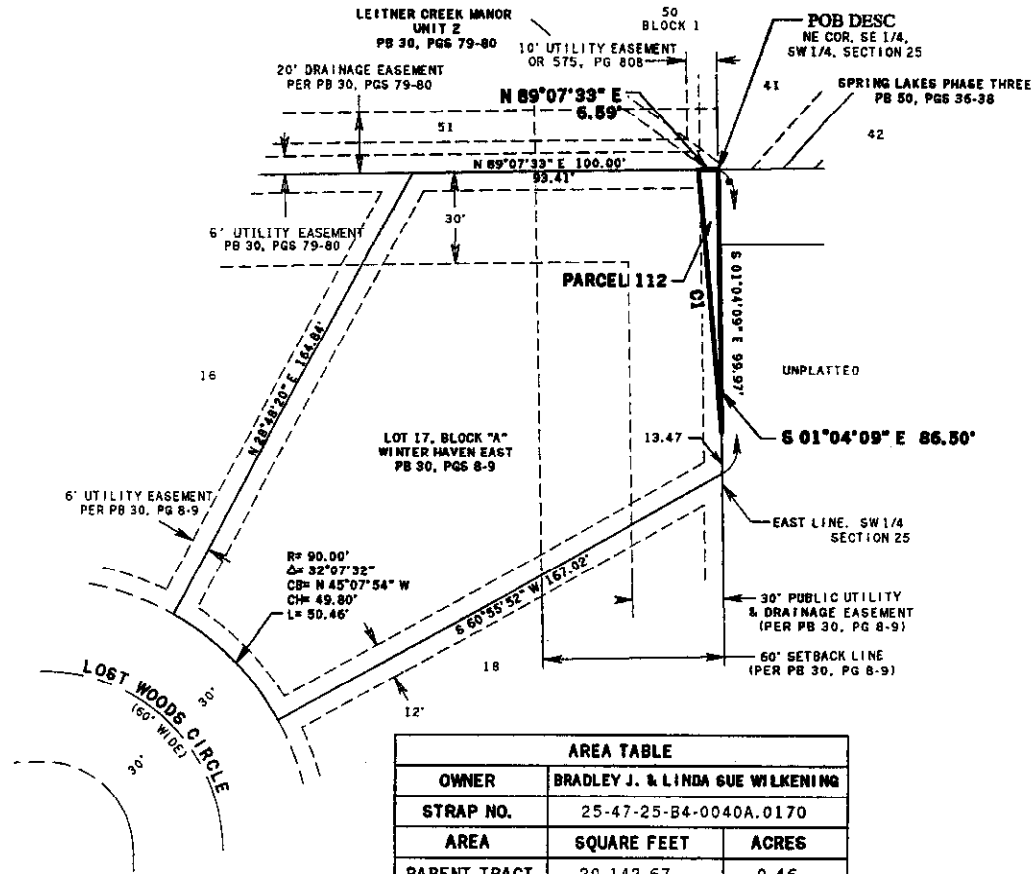 LEITNER CREEK MANOR
UNIT 2
PB 30, PGS 79-80
50
BLOCK 1
POB DESC
NE COR, SE 1/4,
SW 1/4, SECTION 25
10' UTILITY EASEMENT
OR 575, PG 808
20' DRAINAGE EASEMENT
PER PB 30, PGS 79-80
41
SPRING LAKES PHASE THREE
PB 50, PGS 36-38
N 89°07'33" E
6.59'
51
42
N 89°07'33" E 100.00'
93.41'
30'
6' UTILITY EASEMENT
PB 30, PGS 79-80
PARCEL 112
C1
S 01°04'09" E 99.97'
UNPLATTED
N 28°48'20" E 164.84'
16
LOT 17, BLOCK "A"
WINTER HAVEN EAST
PB 30, PGS 8-9
13.47
S 01°04'09" E 86.50'
6' UTILITY EASEMENT
PER PB 30, PG 8-9
EAST LINE, SW 1/4
SECTION 25
R= 90.00'
Δ= 32°07'32"
CB= N 45°07'54" W
CH= 49.80'
L= 50.46'
S 60°55'52" W 167.02'
30' PUBLIC UTILITY
& DRAINAGE EASEMENT
(PER PB 30, PG 8-9)
18
60' SETBACK LINE
(PER PB 30, PG 8-9)
12'
LOST WOODS CIRCLE
(60' WIDE)
30'
30'
AREA TABLE
OWNER BRADLEY J. & LINDA SUE WILKENING
STRAP NO. 25-47-25-B4-0040A.0170
AREA SQUARE FEET ACRES
PARENT TRACT 20,142.67 0.46